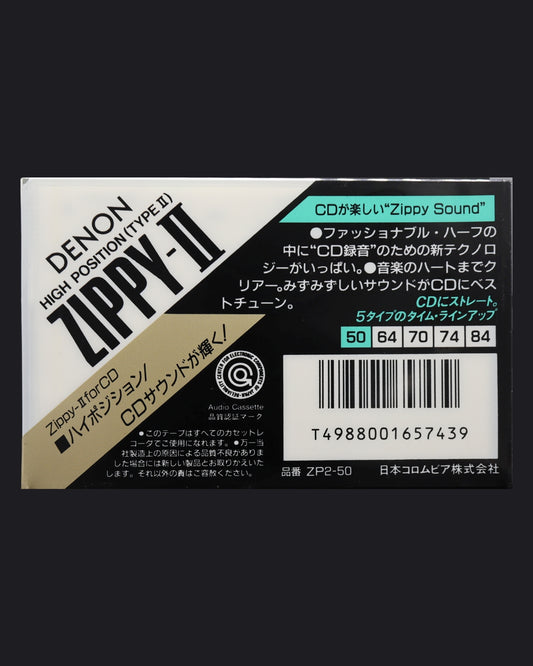 DENON
HIGH POSITION (TYPE II)
ZIPPY-II
Zippy-II for CD
■ハイポジション/
CDサウンドが輝く!
CDが楽しい“Zippy Sound”
●ファッショナブル・ハーフの
中に“CD録音”のための新テクノロ
ジーがいっぱい。●音楽のハートまでク
リアー。みずみずしいサウンドがCDにベス
トチューン。
CDにストレート。
5タイプのタイム・ラインアップ
50 64 70 74 84
Audio Cassette
品質認証マーク
●このテープはすべてのカセットレ
コータでご使用になれます。●万一当
社製造上の原因による品質不良があり
ました場合には新しい製品とお取りかえいた
します。それ以外の責はご容赦ください。
T4988001657439
品番 ZP2-50
日本コロムビア株式会社